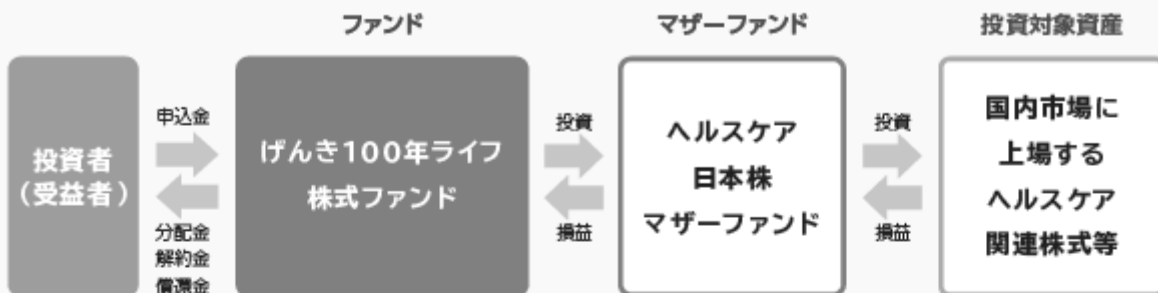 ファンド
マザーファンド
投資対象資産
投資者
(受益者)
申込金
分配金
解約金
償還金
げんき100年ライフ
株式ファンド
投資
損益
ヘルスケア
日本株
マザーファンド
投資
損益
国内市場に
上場する
ヘルスケア
関連株式等